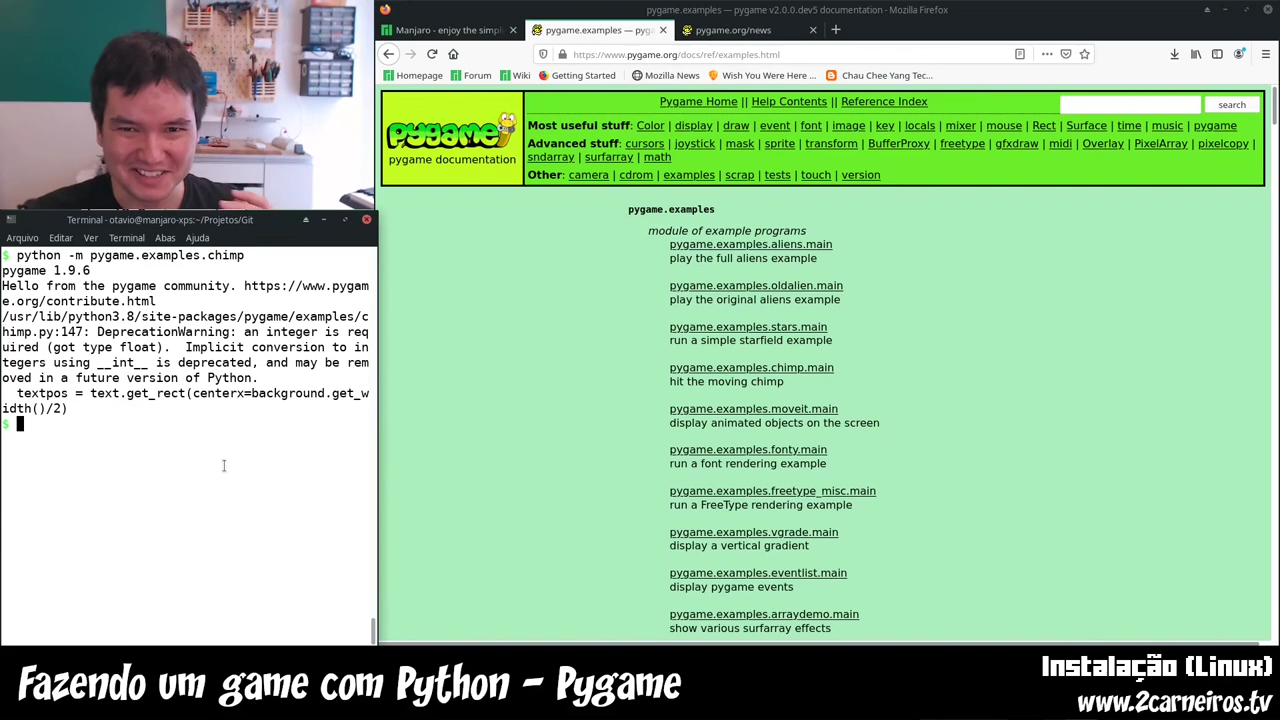 pygame.examples — pygame v2.0.0.dev5 documentation - Mozilla Firefox
Manjaro - enjoy the simpl
pygame.examples — pyga
pygame.org/news
https://www.pygame.org/docs/ref/examples.html
Homepage
Forum
Wiki
Getting Started
Mozilla News
Wish You Were Here ...
Chau Chee Yang Tec...
pygame
pygame documentation
Pygame Home || Help Contents || Reference Index
search
Most useful stuff: Color | display | draw | event | font | image | key | locals | mixer | mouse | Rect | Surface | time | music | pygame
Advanced stuff: cursors | joystick | mask | sprite | transform | BufferProxy | freetype | gfxdraw | midi | Overlay | PixelArray | pixelcopy |
sndarray | surfarray | math
Other: camera | cdrom | examples | scrap | tests | touch | version
pygame.examples
module of example programs
pygame.examples.aliens.main
play the full aliens example
pygame.examples.oldalien.main
play the original aliens example
pygame.examples.stars.main
run a simple starfield example
pygame.examples.chimp.main
hit the moving chimp
pygame.examples.moveit.main
display animated objects on the screen
pygame.examples.fonty.main
run a font rendering example
pygame.examples.freetype_misc.main
run a FreeType rendering example
pygame.examples.vgrade.main
display a vertical gradient
pygame.examples.eventlist.main
display pygame events
pygame.examples.arraydemo.main
show various surfarray effects
Terminal - otavio@manjaro-xps:~/Projetos/Git
Arquivo Editar Ver Terminal Abas Ajuda
$ python -m pygame.examples.chimp
pygame 1.9.6
Hello from the pygame community. https://www.pygam
e.org/contribute.html
/usr/lib/python3.8/site-packages/pygame/examples/c
himp.py:147: DeprecationWarning: an integer is req
uired (got type float).  Implicit conversion to in
tegers using __int__ is deprecated, and may be rem
oved in a future version of Python.
  textpos = text.get_rect(centerx=background.get_w
idth()/2)
$
Fazendo um game com Python - Pygame
Instalação (Linux)
www.2carneiros.tv